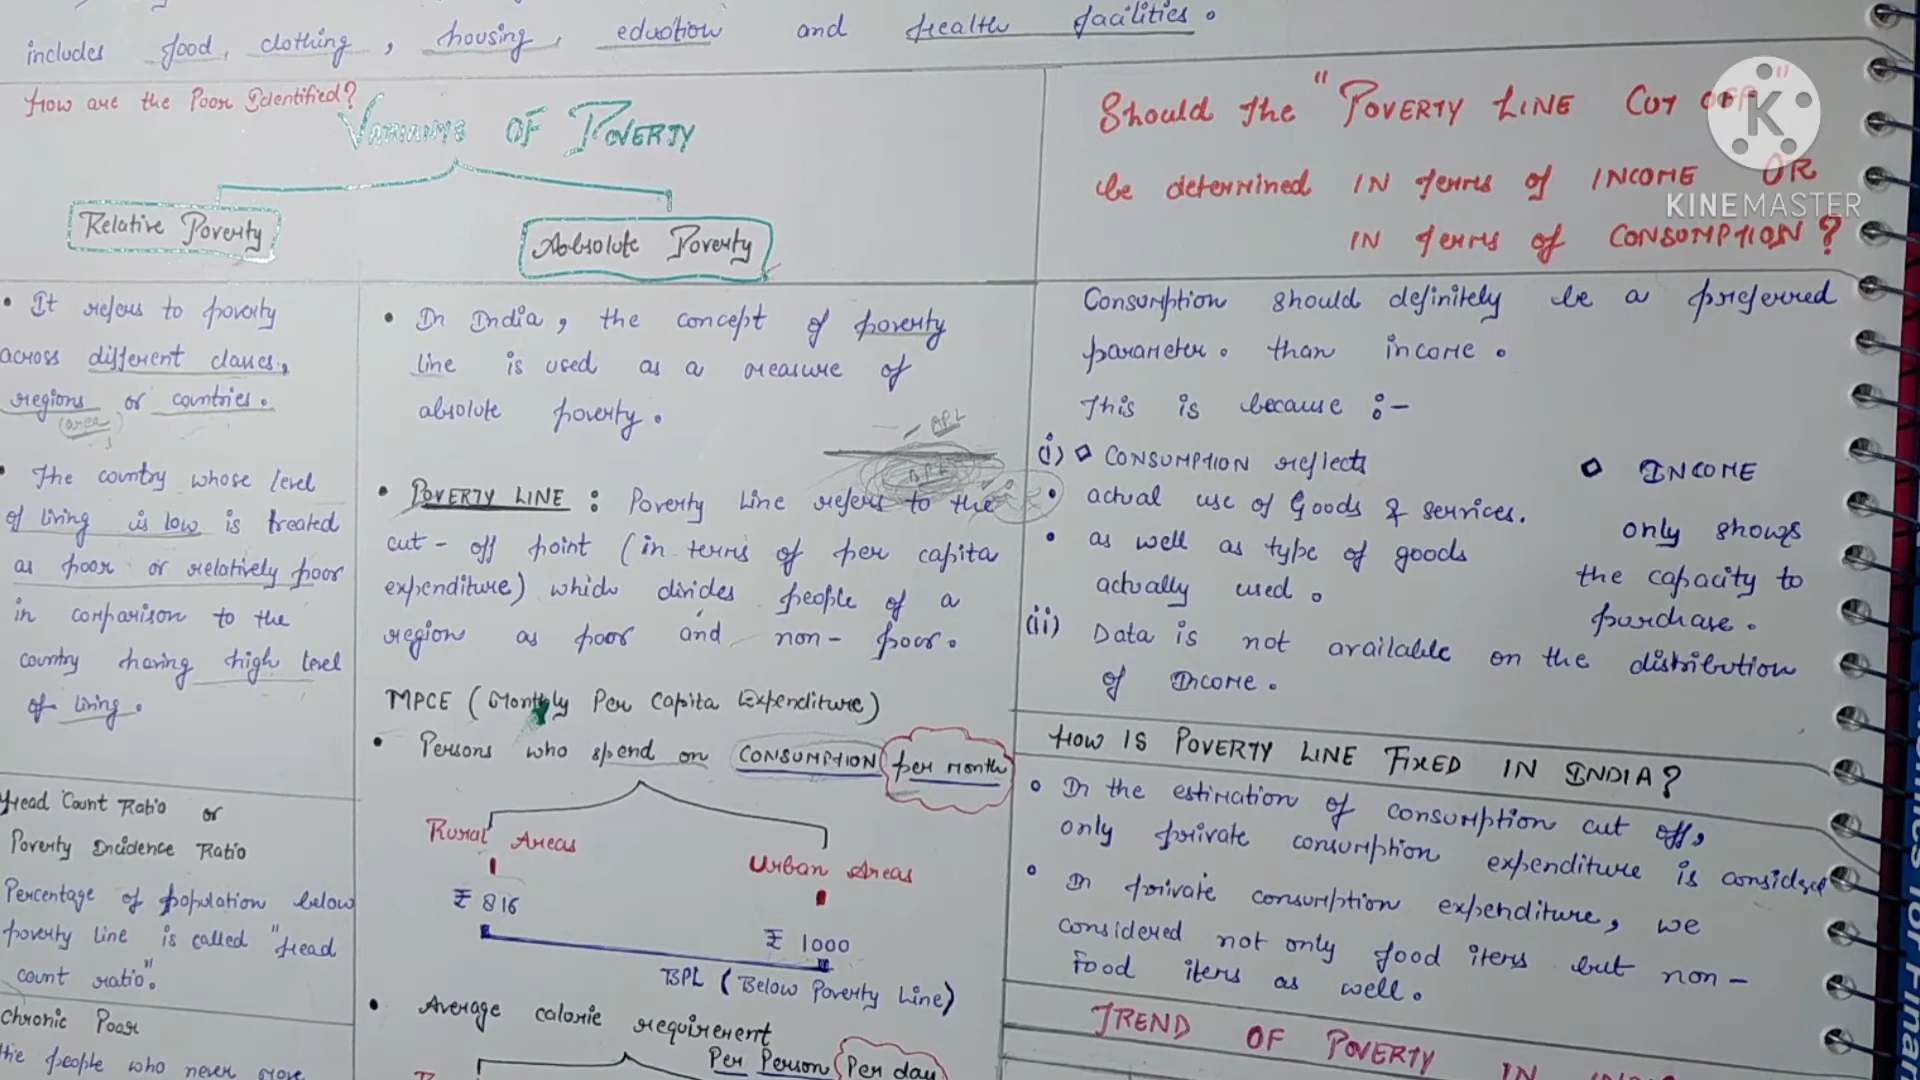 includes food, clothing, housing, eduction and health facilities.
How are the Poor Identified?
VARIANTS OF POVERTY
Relative Poverty
Absolute Poverty
• It refers to poverty
across different classes,
regions or countries.
(area)
• The country whose level
of living is low is treated
as poor or relatively poor
in comparison to the
country having high level
of living.
Head Count Ratio or
Poverty Incidence Ratio
Percentage of population below
poverty line is called "Head
count ratio".
Chronic Poor
The people who never move
• In India, the concept of poverty
line is used as a measure of
absolute poverty.
APL
BPL
• POVERTY LINE : Poverty Line refers to the
cut-off point (in terms of per capita
expenditure) which divides people of a
region as poor and non-poor.
MPCE (Monthly Per Capita Expenditure)
• Persons who spend on CONSUMPTION per month
Rural Areas
Urban Areas
₹ 816
₹ 1000
BPL (Below Poverty Line)
• Average calorie requirement
Per Person Per day
Should the "POVERTY LINE CUT OFF"
be determined IN terms of INCOME OR
IN terms of CONSUMPTION?
Consumption should definitely be a preferred
parameter. than income.
This is because :-
(i) CONSUMPTION reflects
• actual use of Goods & services.
• as well as type of goods
actually used.
INCOME
only shows
the capacity to
purchase.
(ii) Data is not available on the distribution
of Income.
HOW IS POVERTY LINE FIXED IN INDIA?
• In the estimation of consumption cut off,
only private consumption expenditure is considered
• In private consumption expenditure, we
considered not only food items but non-
food items as well.
TREND OF POVERTY IN
K
KINEMASTER